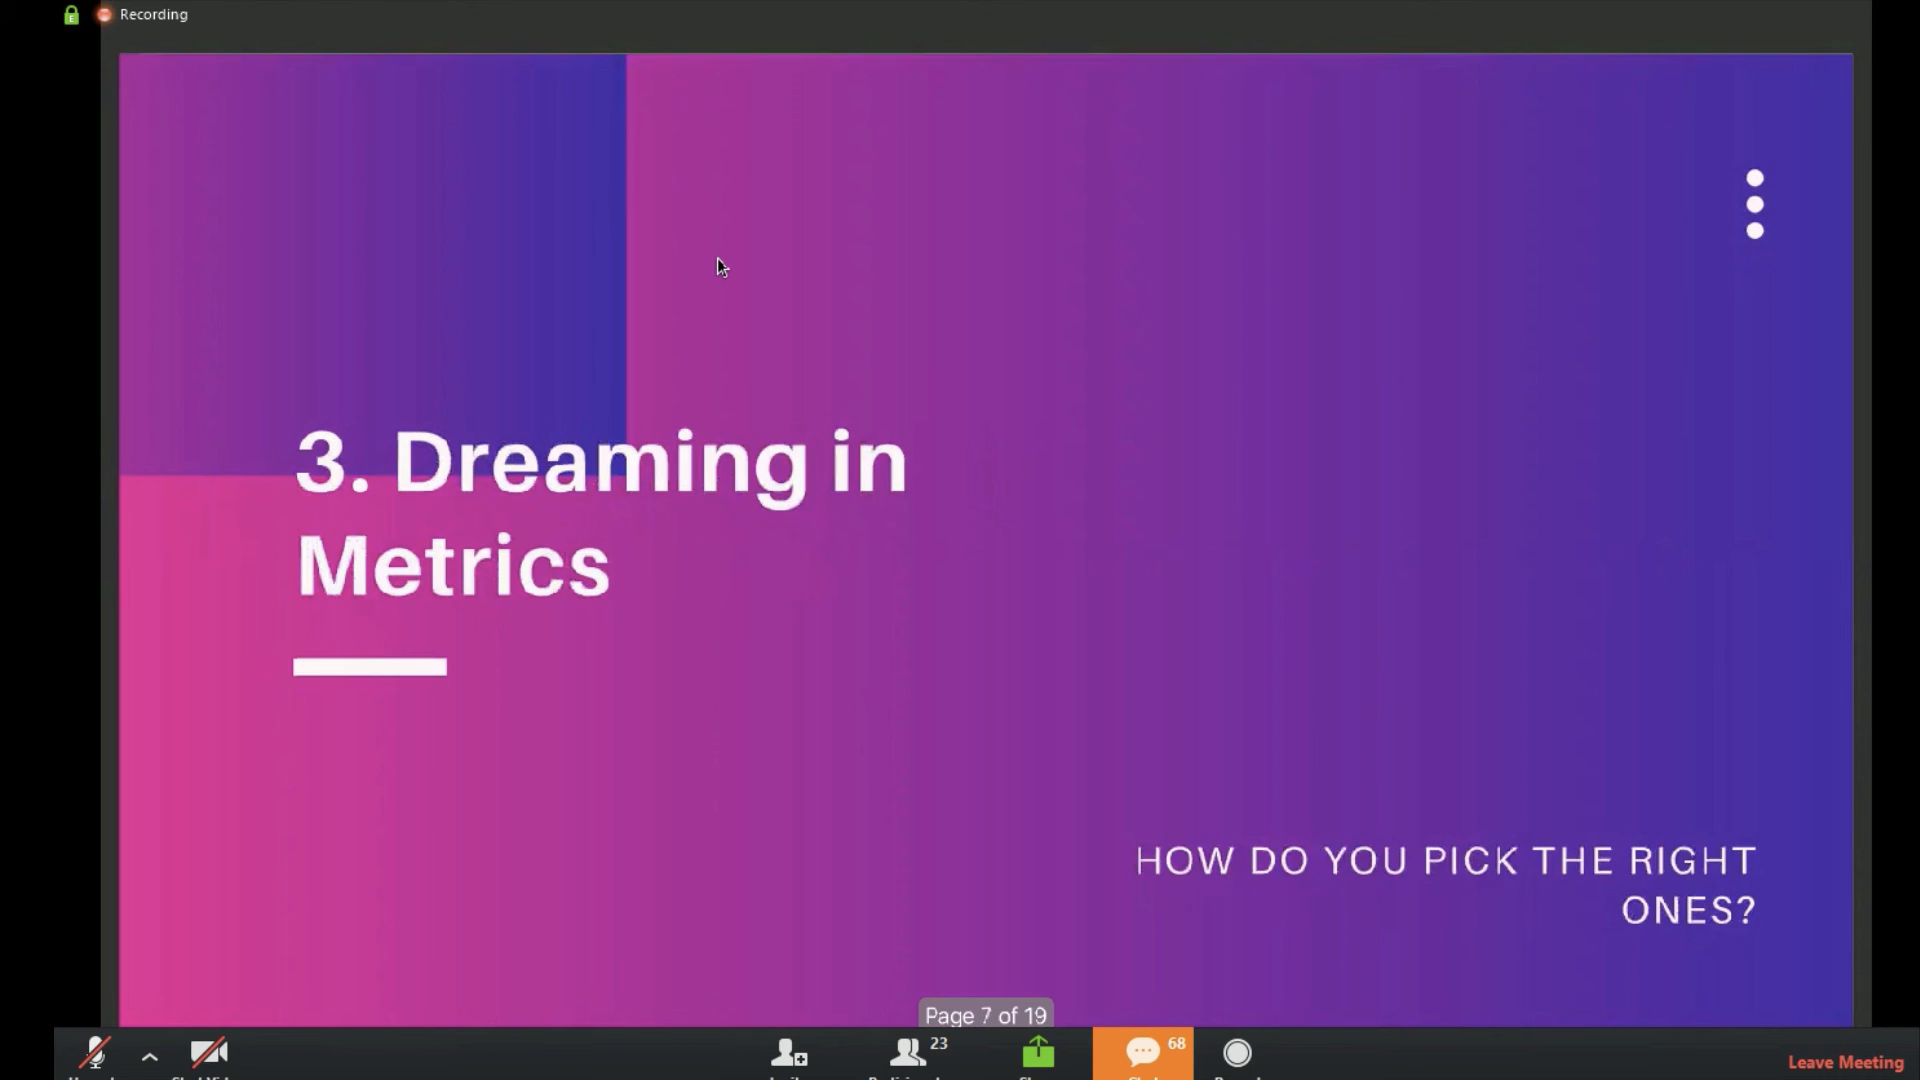 Recording
3. Dreaming in
Metrics
HOW DO YOU PICK THE RIGHT
ONES?
Page 7 of 19
23
68
Leave Meeting